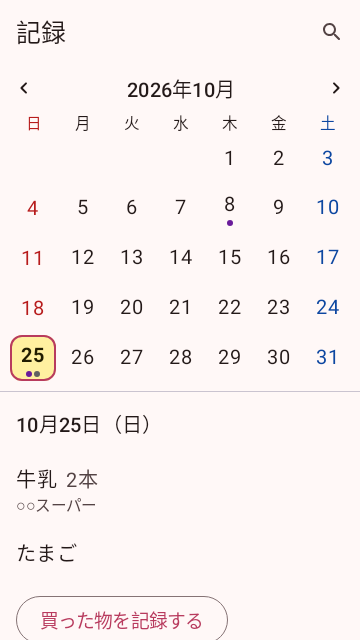 記録
2026年10月
日 月 火 水 木 金 土
1 2 3
4 5 6 7 8 9 10
11 12 13 14 15 16 17
18 19 20 21 22 23 24
25 26 27 28 29 30 31
10月25日（日）
牛乳 2本
○○スーパー
たまご
買った物を記録する